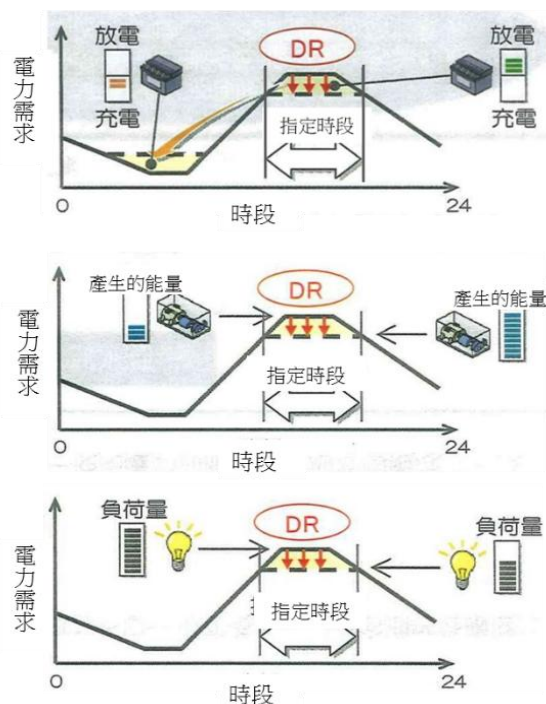 電力需求
放電
充電
DR
放電
充電
指定時段
0
時段
24
電力需求
產生的能量
DR
產生的能量
指定時段
0
時段
24
電力需求
負荷量
DR
負荷量
指定時段
0
時段
24